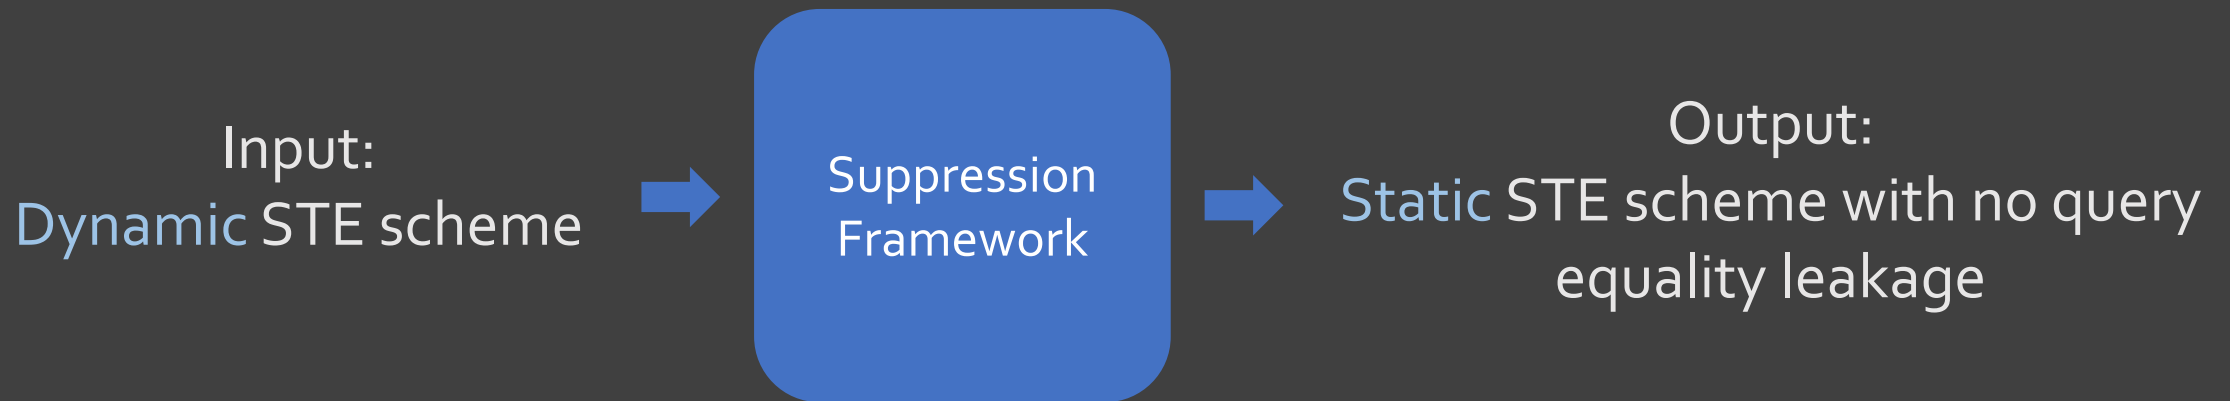 Input:
Dynamic STE scheme
Suppression
Framework
Output:
Static STE scheme with no query
equality leakage